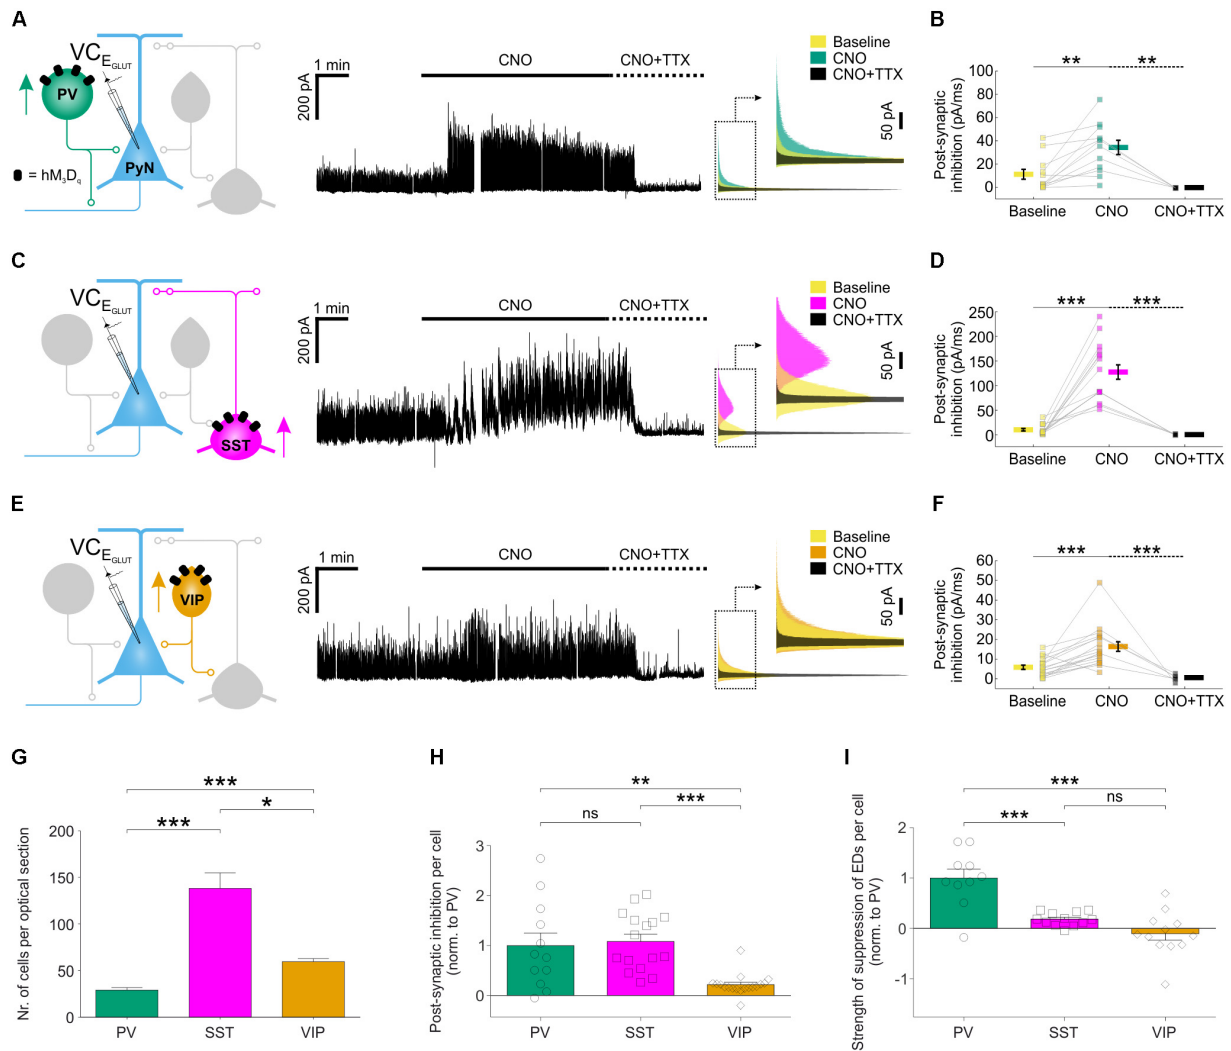 A
VC E_GLUT
PV
PyN
= hM3Dq
1 min
200 pA
CNO
CNO+TTX
Baseline
CNO
CNO+TTX
50 pA
B
**
**
Post-synaptic
inhibition (pA/ms)
100
80
60
40
20
0
Baseline
CNO
CNO+TTX
C
VC E_GLUT
SST
1 min
200 pA
CNO
CNO+TTX
Baseline
CNO
CNO+TTX
50 pA
D
***
***
Post-synaptic
inhibition (pA/ms)
250
200
150
100
50
0
Baseline
CNO
CNO+TTX
E
VC E_GLUT
VIP
1 min
200 pA
CNO
CNO+TTX
Baseline
CNO
CNO+TTX
50 pA
F
***
***
Post-synaptic
inhibition (pA/ms)
60
50
40
30
20
10
0
Baseline
CNO
CNO+TTX
G
***
*
***
Nr. of cells per optical section
200
150
100
50
0
PV
SST
VIP
H
**
***
ns
Post-synaptic inhibition per cell
(norm. to PV)
3
2
1
0
PV
SST
VIP
I
***
ns
***
Strength of suppression of EDs per cell
(norm. to PV)
2
1
0
-1
PV
SST
VIP